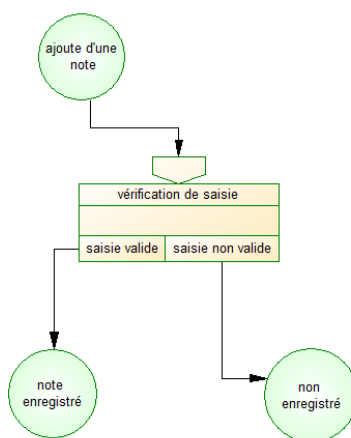 ajoute d'une
note
vérification de saisie
saisie valide
saisie non valide
note
enregistré
non
enregistré